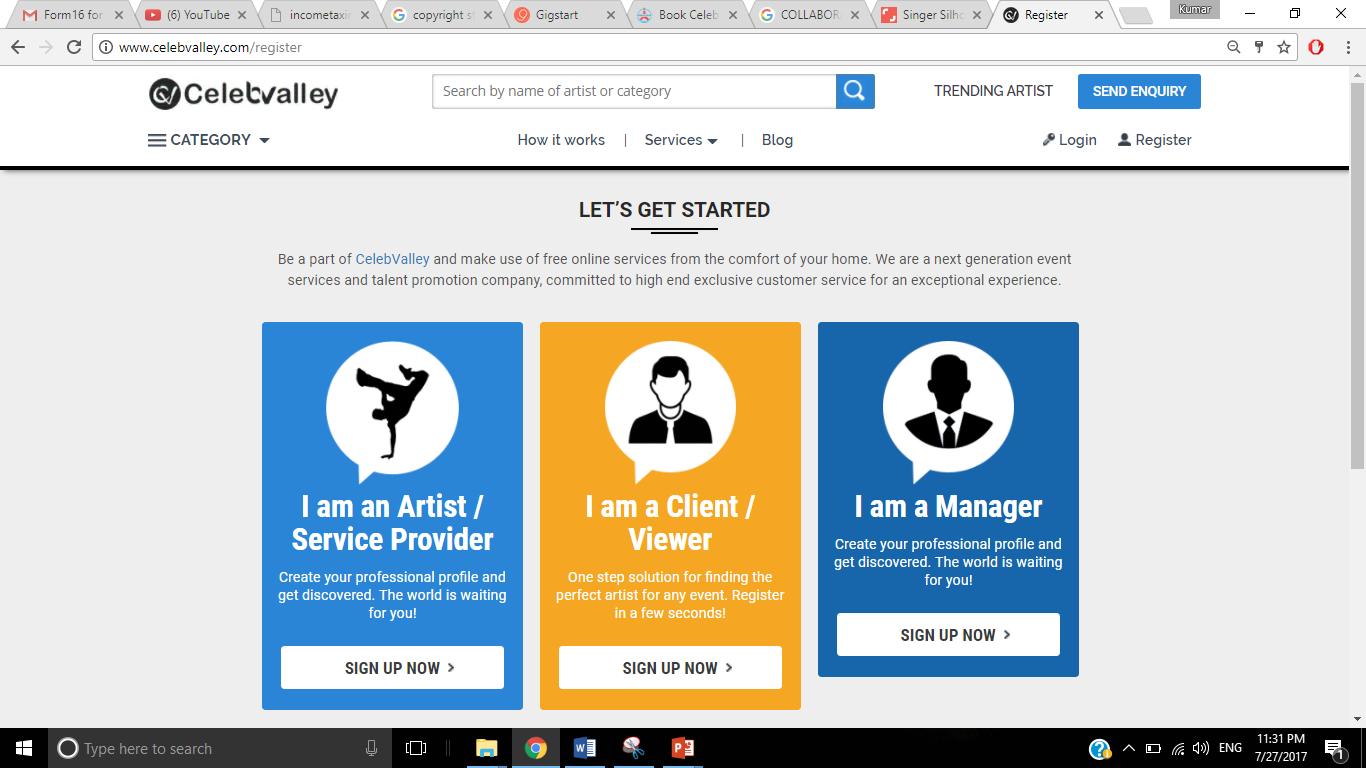 Form16 for
(6) YouTube
incometaxin
copyright s
Gigstart
Book Celeb
COLLABOR
Singer Silho
Register
Kumar
www.celebvalley.com/register
Celebvalley
Search by name of artist or category
TRENDING ARTIST
SEND ENQUIRY
CATEGORY
How it works | Services | Blog
Login
Register
LET’S GET STARTED
Be a part of CelebValley and make use of free online services from the comfort of your home. We are a next generation event
services and talent promotion company, committed to high end exclusive customer service for an exceptional experience.
I am an Artist /
Service Provider
Create your professional profile and
get discovered. The world is waiting
for you!
SIGN UP NOW >
I am a Client /
Viewer
One step solution for finding the
perfect artist for any event. Register
in a few seconds!
SIGN UP NOW >
I am a Manager
Create your professional profile and
get discovered. The world is waiting
for you!
SIGN UP NOW >
Type here to search
ENG
11:31 PM
7/27/2017
1